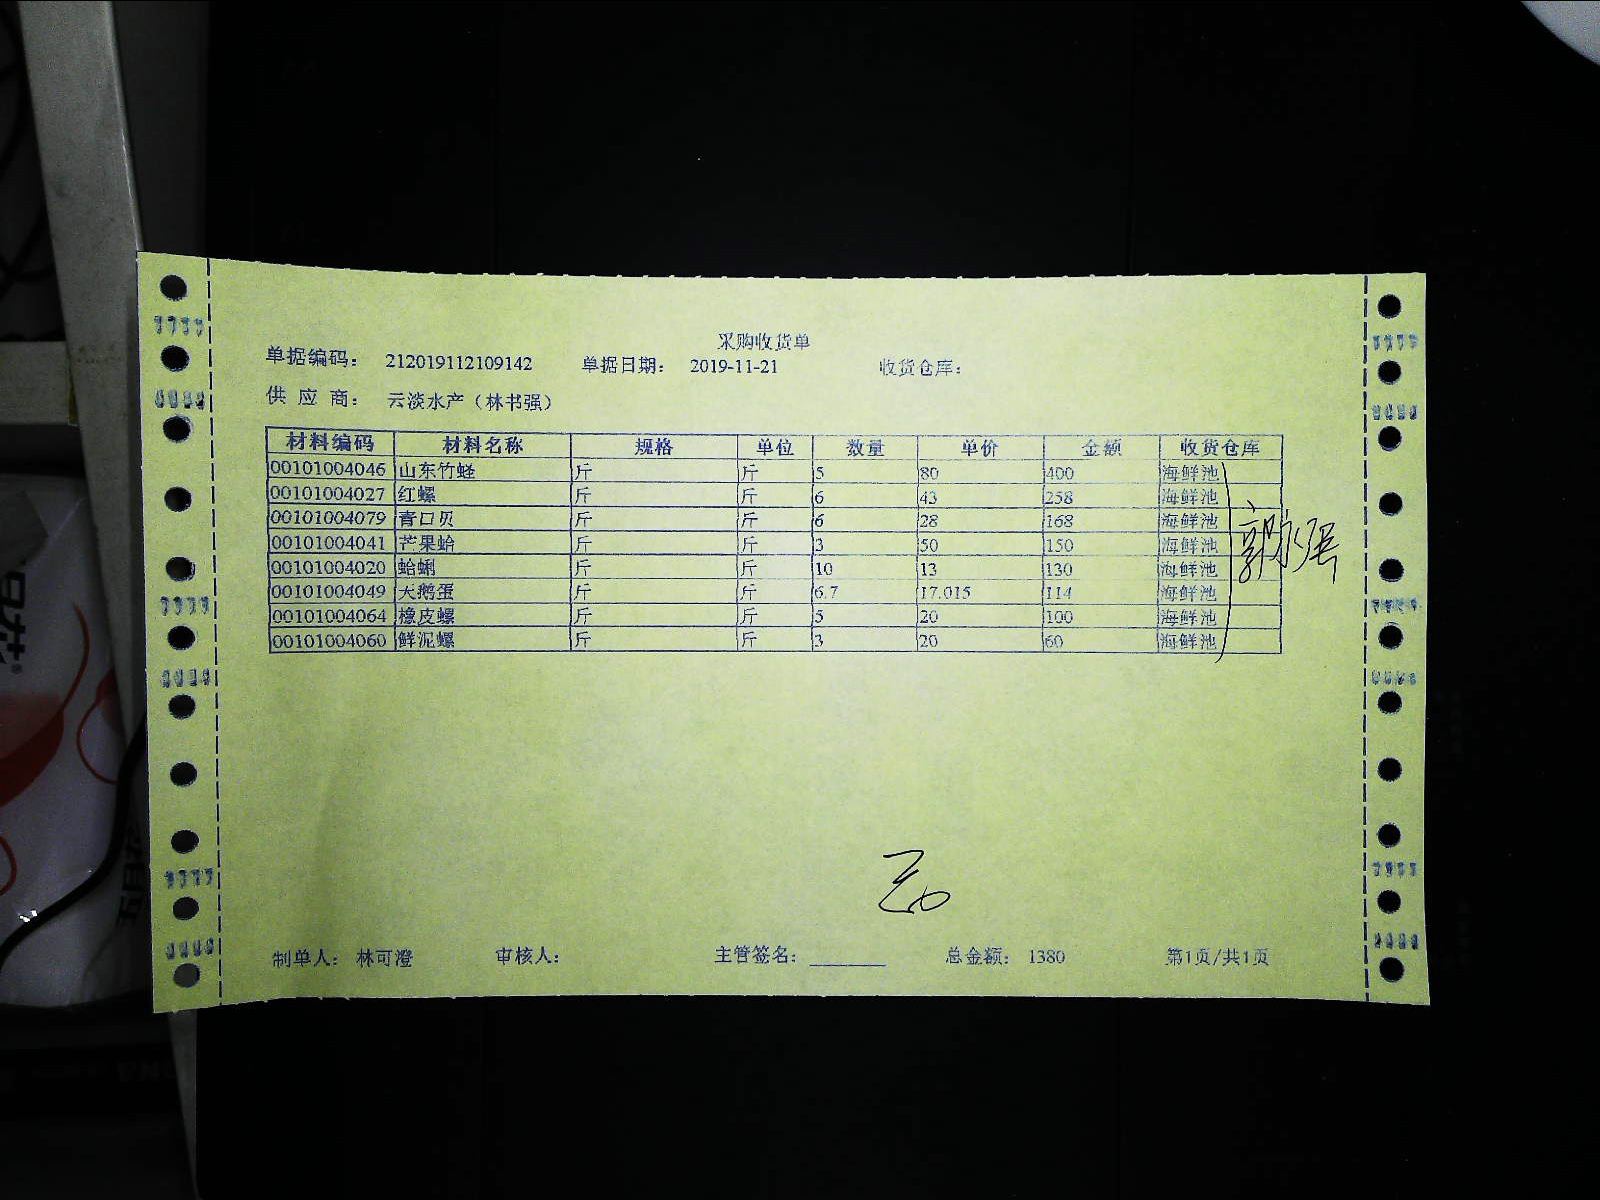 采购收货单
单据编码: 212019112109142 单据日期: 2019-11-21 收货仓库:
供 应 商: 云淡水产（林书强）
材料编码 材料名称 规格 单位 数量 单价 金额 收货仓库
00101004046 山东竹蛏 斤 斤 5 80 400 海鲜池
00101004027 红螺 斤 斤 6 43 258 海鲜池
00101004079 青口贝 斤 斤 6 28 168 海鲜池
00101004041 芒果蛤 斤 斤 3 50 150 海鲜池
00101004020 蛤蜊 斤 斤 10 13 130 海鲜池
00101004049 天鹅蛋 斤 斤 6.7 17.015 114 海鲜池
00101004064 橡皮螺 斤 斤 5 20 100 海鲜池
00101004060 鲜泥螺 斤 斤 3 20 60 海鲜池
制单人: 林可澄 审核人: 主管签名: 总金额: 1380 第1页/共1页